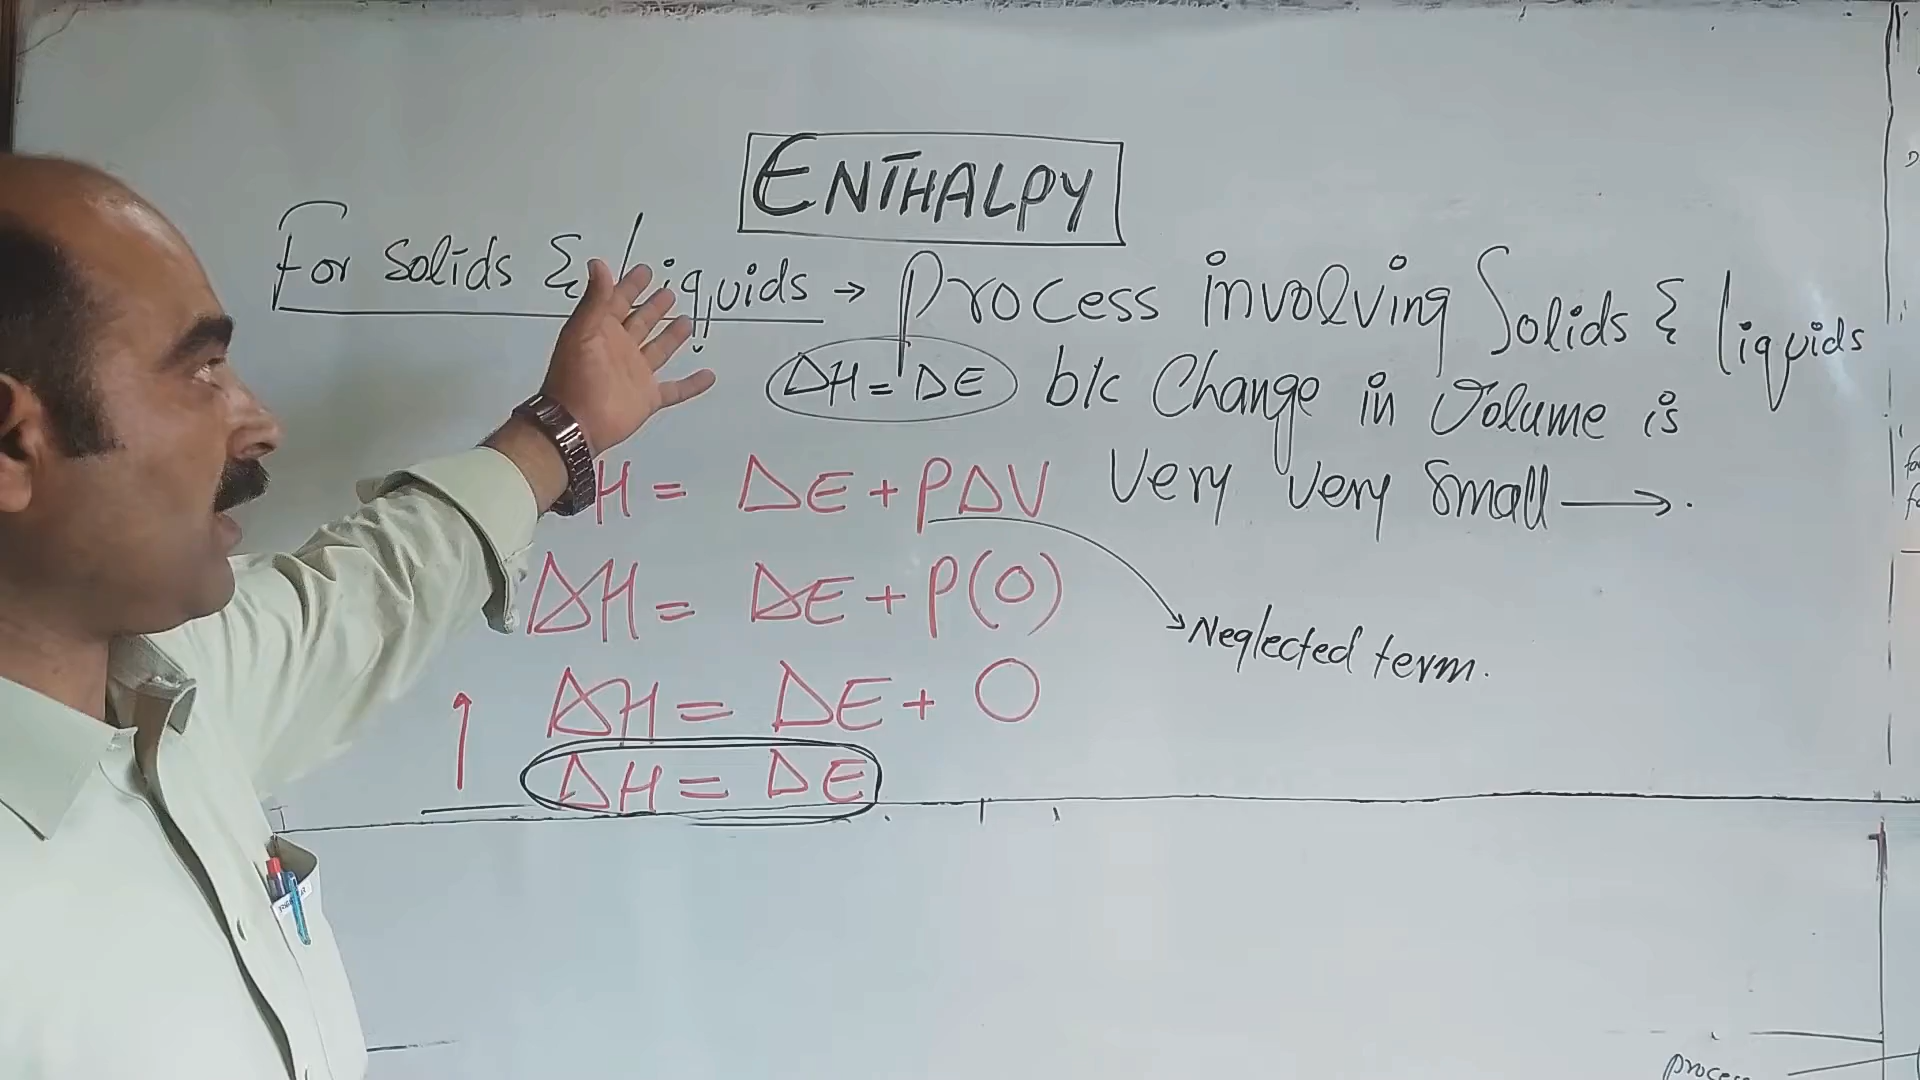 ENTHALPY
For Solids & Liquids → Process involving Solids & liquids
ΔH = ΔE b/c Change in Volume is
H = ΔE + PΔV Very Very Small →.
ΔH = ΔE + P(0)
Neglected term.
ΔH = ΔE + 0
ΔH = ΔE
process